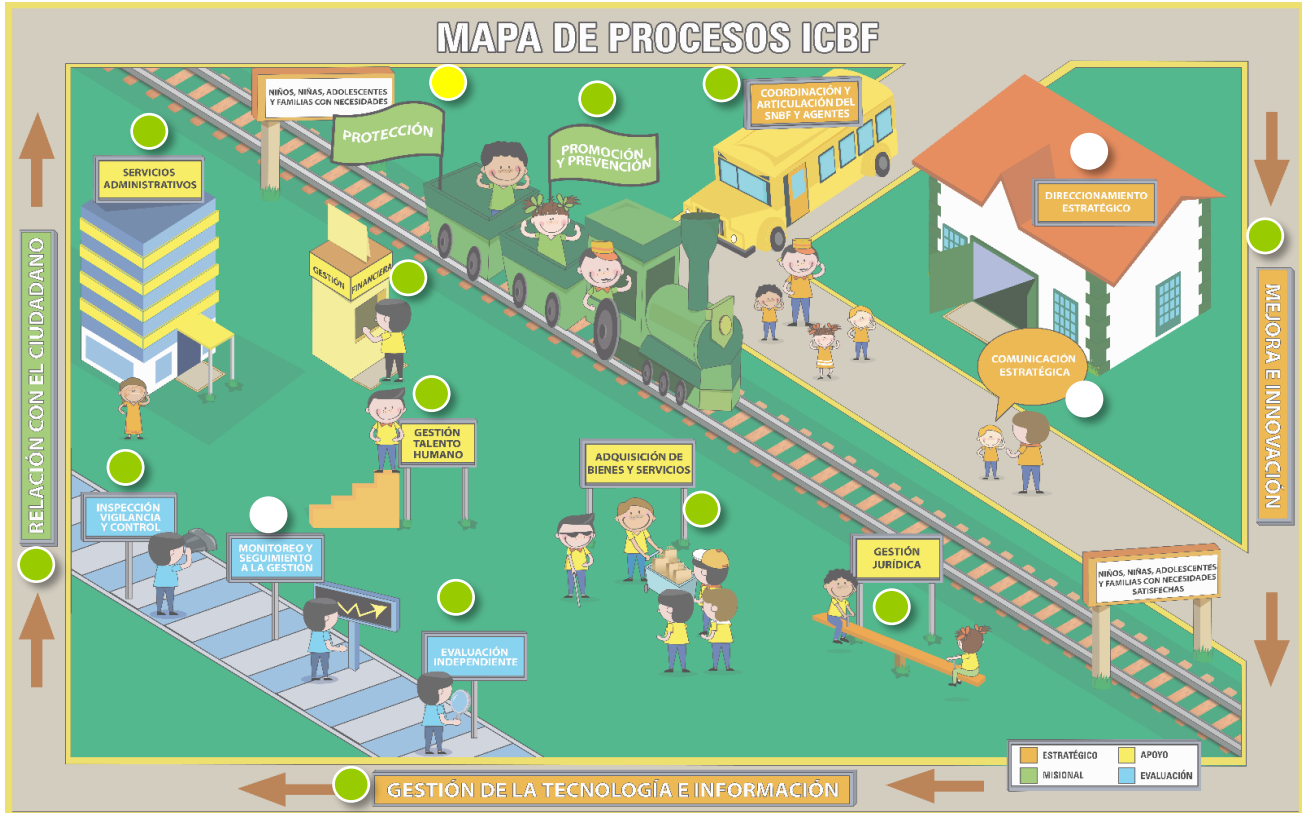 MAPA DE PROCESOS ICBF
NIÑOS, NIÑAS, ADOLESCENTES
Y FAMILIAS CON NECESIDADES
PROTECCIÓN
PROMOCIÓN
Y PREVENCIÓN
COORDINACIÓN Y
ARTICULACIÓN DEL
SNBF Y AGENTES
SERVICIOS
ADMINISTRATIVOS
DIRECCIONAMIENTO
ESTRATÉGICO
GESTIÓN
FINANCIERA
RELACIÓN CON EL CIUDADANO
MEJORA E INNOVACIÓN
COMUNICACIÓN
ESTRATÉGICA
GESTIÓN
TALENTO
HUMANO
ADQUISICIÓN DE
BIENES Y SERVICIOS
INSPECCIÓN
VIGILANCIA
Y CONTROL
MONITOREO Y
SEGUIMIENTO
A LA GESTIÓN
GESTIÓN
JURÍDICA
NIÑOS, NIÑAS, ADOLESCENTES
Y FAMILIAS CON NECESIDADES
SATISFECHAS
EVALUACIÓN
INDEPENDIENTE
ESTRATÉGICO
APOYO
MISIONAL
EVALUACIÓN
GESTIÓN DE LA TECNOLOGÍA E INFORMACIÓN